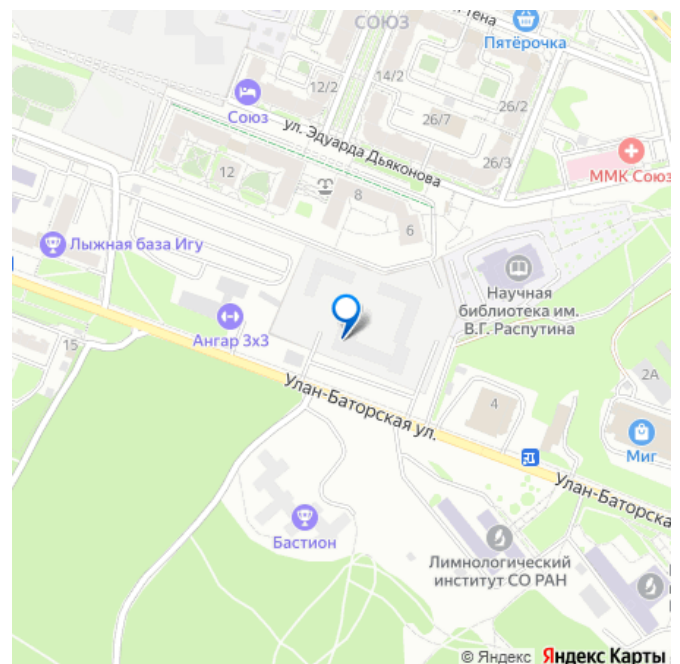 СОЮЗ
Пятёрочка
14/2
12/2
26/2
Союз
26/7
ул. Эдуарда Дьяконова
26/3
ММК Союз
12
8
6
Лыжная база Игу
Научная
библиотека им.
В.Г. Распутина
Ангар 3х3
15
2А
Улан-Баторская ул.
4
Миг
Улан-Баторска
Бастион
Лимнологический
институт СО РАН
© Яндекс Яндекс Карты